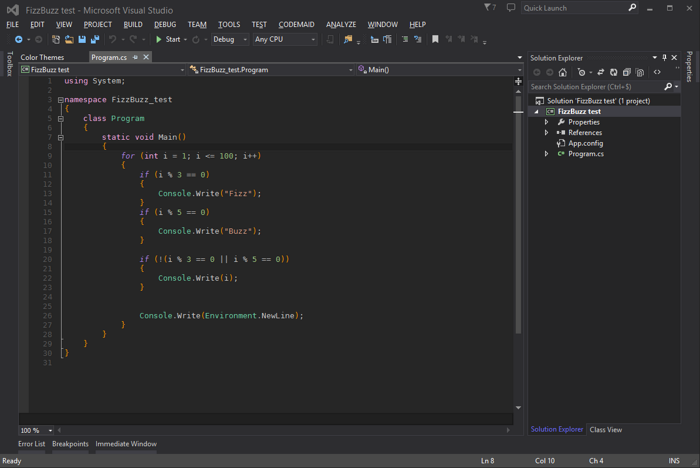 FizzBuzz test - Microsoft Visual Studio
7
Quick Launch
FILE EDIT VIEW PROJECT BUILD DEBUG TEAM TOOLS TEST CODEMAID ANALYZE WINDOW HELP
Start Debug Any CPU
Toolbox
Color Themes Program.cs
FizzBuzz test FizzBuzz_test.Program Main()
1 using System;
2
3 namespace FizzBuzz_test
4 {
5 class Program
6 {
7 static void Main()
8 {
9 for (int i = 1; i <= 100; i++)
10 {
11 if (i % 3 == 0)
12 {
13 Console.Write("Fizz");
14 }
15 if (i % 5 == 0)
16 {
17 Console.Write("Buzz");
18 }
19
20 if (!(i % 3 == 0 || i % 5 == 0))
21 {
22 Console.Write(i);
23 }
24
25
26 Console.Write(Environment.NewLine);
27 }
28 }
29 }
30 }
31
100 %
Solution Explorer
Search Solution Explorer (Ctrl+$)
Solution 'FizzBuzz test' (1 project)
FizzBuzz test
Properties
References
App.config
Program.cs
Solution Explorer Class View
Properties
Error List Breakpoints Immediate Window
Ready Ln 8 Col 10 Ch 4 INS